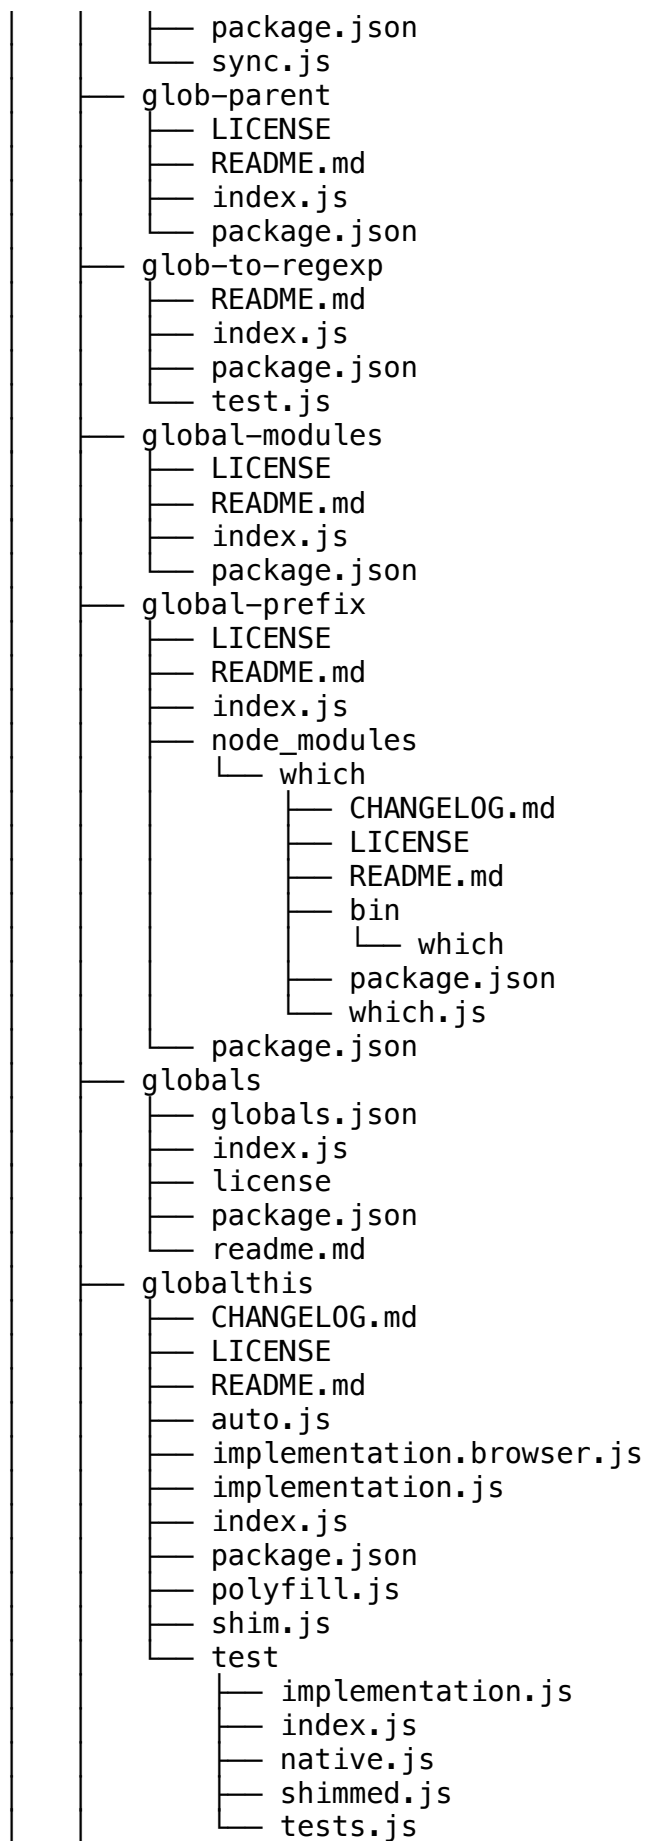 │   │   ├── package.json
│   │   └── sync.js
│   ├── glob-parent
│   │   ├── LICENSE
│   │   ├── README.md
│   │   ├── index.js
│   │   └── package.json
│   ├── glob-to-regexp
│   │   ├── README.md
│   │   ├── index.js
│   │   ├── package.json
│   │   └── test.js
│   ├── global-modules
│   │   ├── LICENSE
│   │   ├── README.md
│   │   ├── index.js
│   │   └── package.json
│   ├── global-prefix
│   │   ├── LICENSE
│   │   ├── README.md
│   │   ├── index.js
│   │   ├── node_modules
│   │   │   └── which
│   │   │       ├── CHANGELOG.md
│   │   │       ├── LICENSE
│   │   │       ├── README.md
│   │   │       ├── bin
│   │   │       │   └── which
│   │   │       ├── package.json
│   │   │       └── which.js
│   │   └── package.json
│   ├── globals
│   │   ├── globals.json
│   │   ├── index.js
│   │   ├── license
│   │   ├── package.json
│   │   └── readme.md
│   ├── globalthis
│   │   ├── CHANGELOG.md
│   │   ├── LICENSE
│   │   ├── README.md
│   │   ├── auto.js
│   │   ├── implementation.browser.js
│   │   ├── implementation.js
│   │   ├── index.js
│   │   ├── package.json
│   │   ├── polyfill.js
│   │   ├── shim.js
│   │   └── test
│   │       ├── implementation.js
│   │       ├── index.js
│   │       ├── native.js
│   │       ├── shimmed.js
│   │       └── tests.js